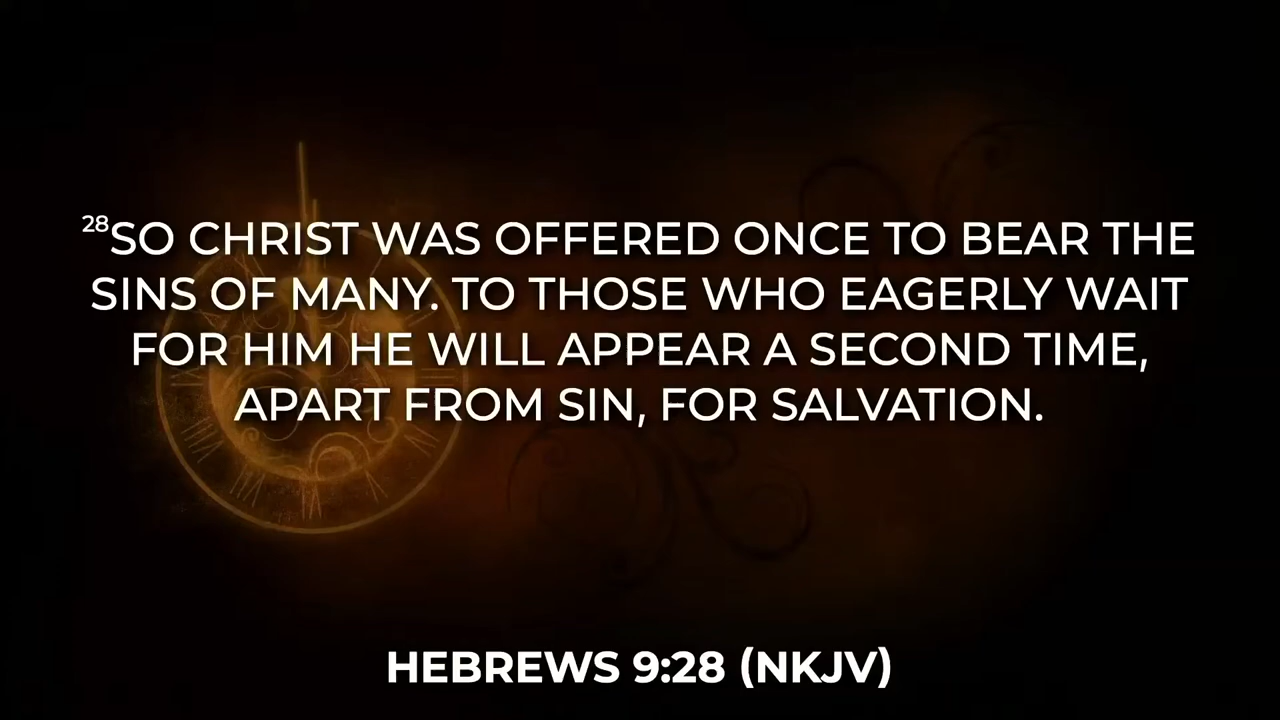 28SO CHRIST WAS OFFERED ONCE TO BEAR THE
SINS OF MANY. TO THOSE WHO EAGERLY WAIT
FOR HIM HE WILL APPEAR A SECOND TIME,
APART FROM SIN, FOR SALVATION.
HEBREWS 9:28 (NKJV)